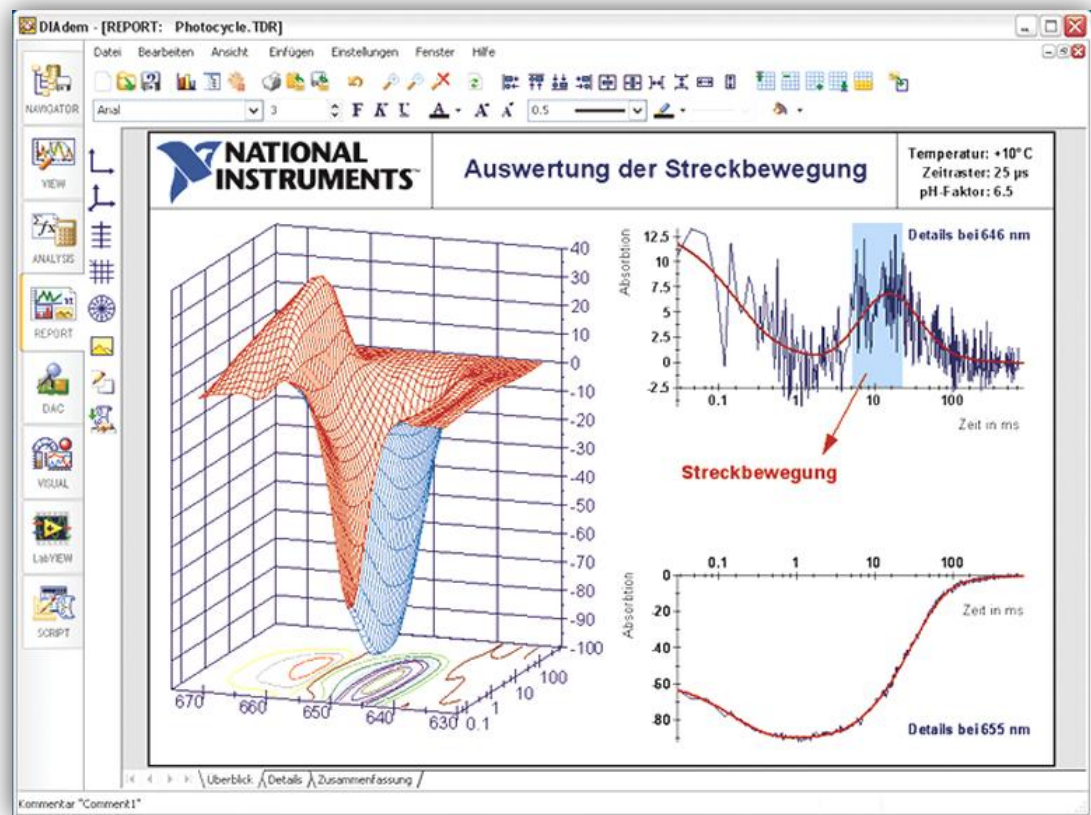 DIAdem - [REPORT: Photocycle.TDR]
Datei Bearbeiten Ansicht Einfügen Einstellungen Fenster Hilfe
Arial 3 F K U A A A 0.5
NAVIGATOR
VIEW
ANALYSIS
REPORT
DAC
VISUAL
LabVIEW
SCRIPT
NATIONAL
INSTRUMENTS™
Auswertung der Streckbewegung
Temperatur: +10°C
Zeitraster: 25 µs
pH-Faktor: 6.5
40
30
20
10
0
-10
-20
-30
-40
-50
-60
-70
-80
-90
-100
670 660 650 640 630
0.1 1 10 100
Details bei 646 nm
Absorbtion
12.5
10
7.5
5
2.5
0
-2.5
0.1 1 10 100
Zeit in ms
Streckbewegung
0.1 1 10 100
Absorbtion
0
-20
-40
60
80
Zeit in ms
Details bei 655 nm
Überblick Details Zusammenfassung
Kommentar "Comment1"